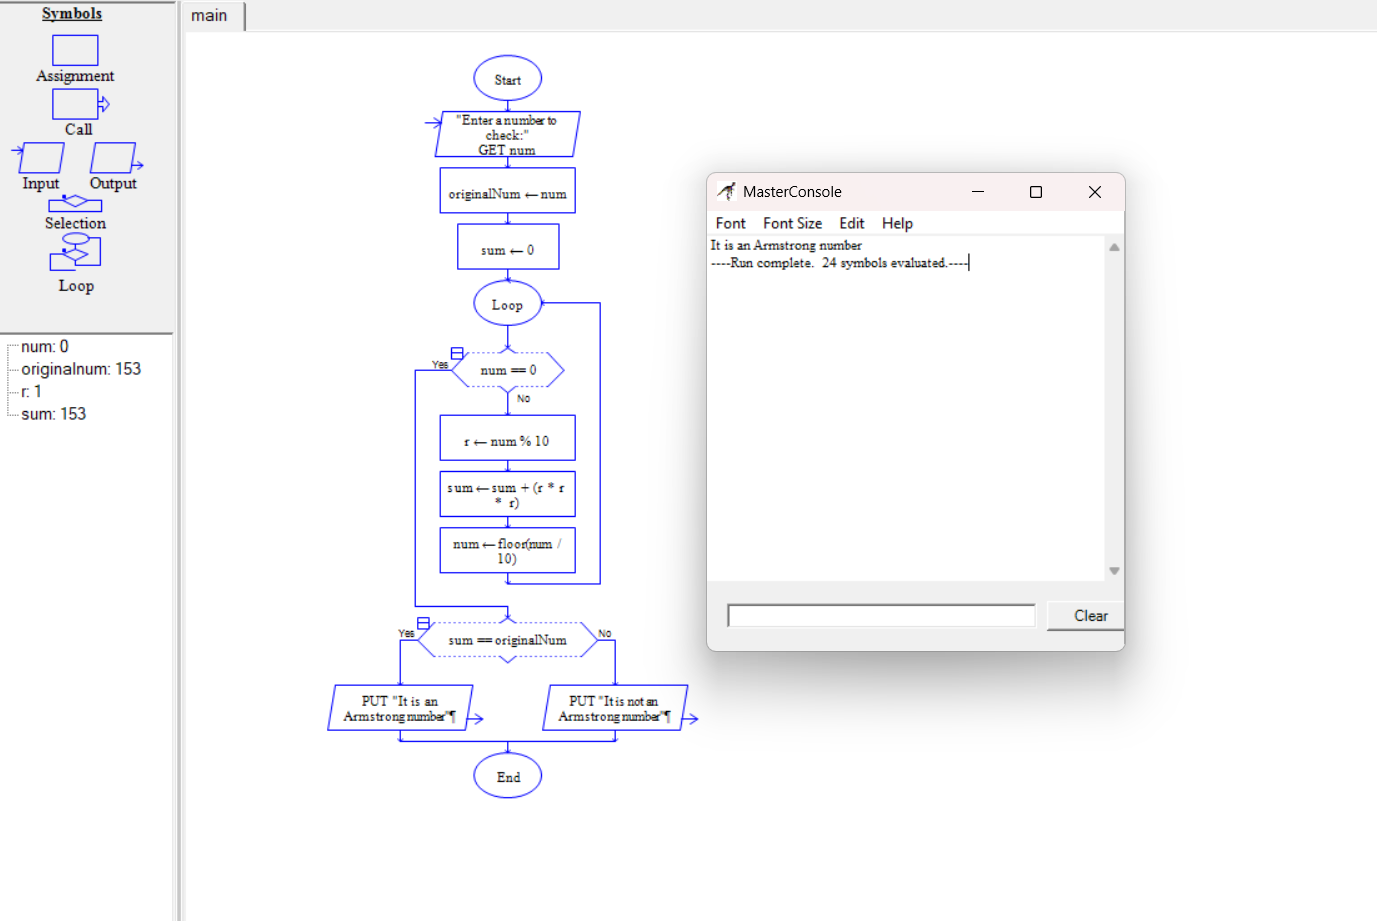 Symbols
Assignment
Call
Input
Output
Selection
Loop
num: 0
originalnum: 153
r: 1
sum: 153
main
Start
"Enter a number to
check:"
GET num
originalNum ← num
sum ← 0
Loop
Yes
num == 0
No
r ← num % 10
sum ← sum + (r * r
* r)
num ← floor(num /
10)
Yes
sum == originalNum
No
PUT "It is an
Armstrong number"¶
PUT "It is not an
Armstrong number"¶
End
MasterConsole
Font
Font Size
Edit
Help
It is an Armstrong number
----Run complete.  24 symbols evaluated.----
Clear